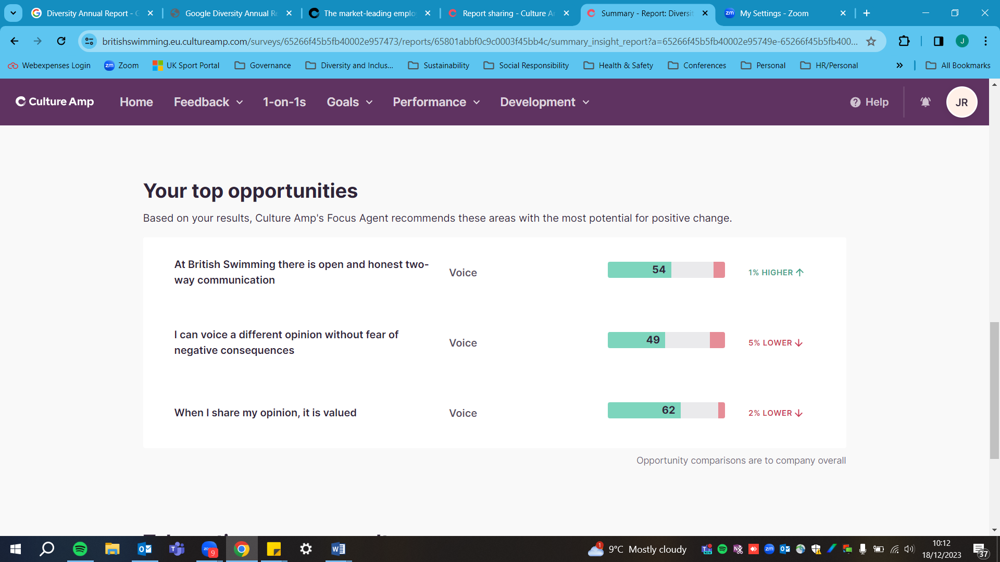 Diversity Annual Report - G
Google Diversity Annual Re
The market-leading emplo
Report sharing - Culture Am
Summary - Report: Diversit
My Settings - Zoom
britishswimming.eu.cultureamp.com/surveys/65266f45b5fb40002e957473/reports/65801abbf0c9c0003f45bb4c/summary_insight_report?a=65266f45b5fb40002e95749e-65266f45b5fb400...
J
Webexpenses Login
zm Zoom
UK Sport Portal
Governance
Diversity and Inclus...
Sustainability
Social Responsibility
Health & Safety
Conferences
Personal
HR/Personal
All Bookmarks
Culture Amp
Home
Feedback
1-on-1s
Goals
Performance
Development
Help
JR
Your top opportunities
Based on your results, Culture Amp's Focus Agent recommends these areas with the most potential for positive change.
At British Swimming there is open and honest two-
way communication
Voice
54
1% HIGHER ↑
I can voice a different opinion without fear of
negative consequences
Voice
49
5% LOWER ↓
When I share my opinion, it is valued
Voice
62
2% LOWER ↓
Opportunity comparisons are to company overall
9
1
9°C Mostly cloudy
10:12
18/12/2023
37